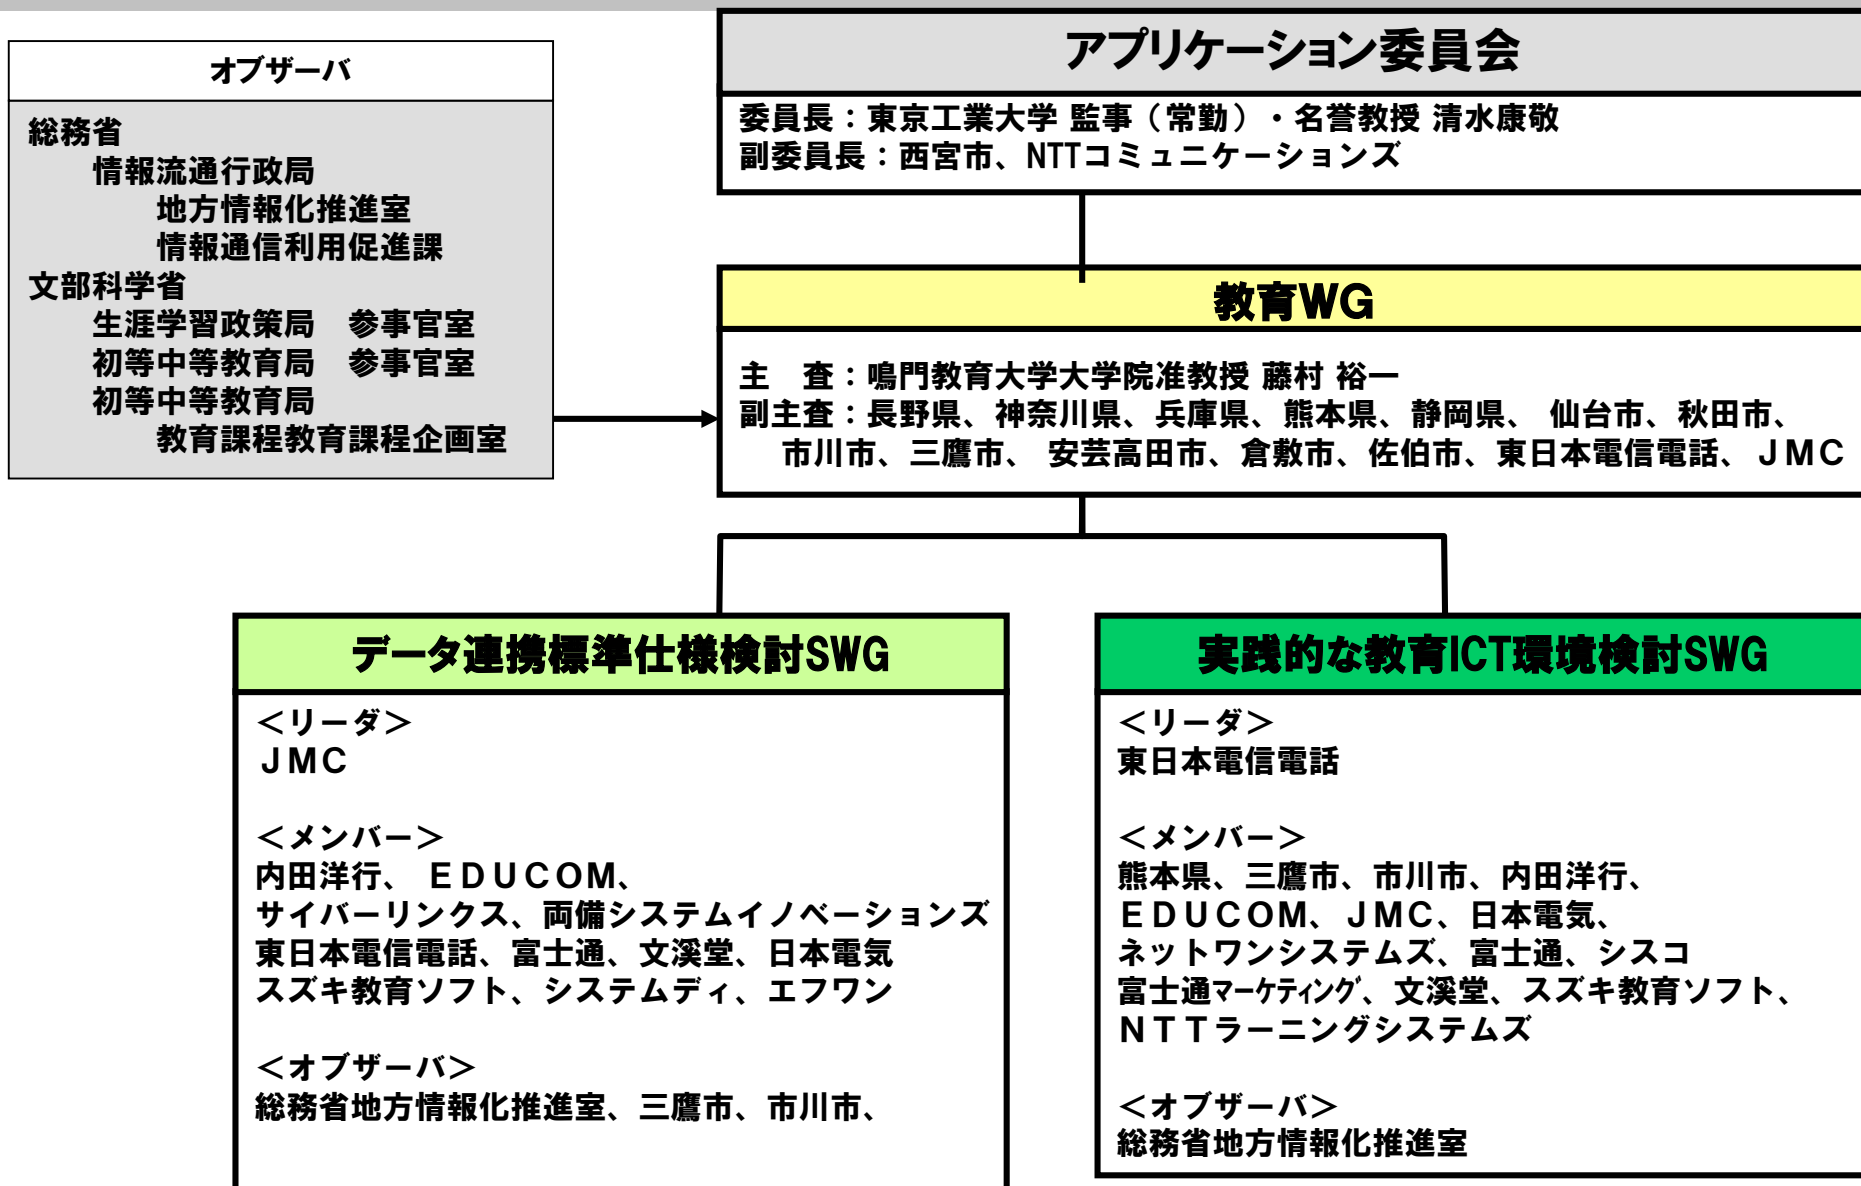 アプリケーション委員会
委員長：東京工業大学 監事（常勤）・名誉教授 清水康敬
副委員長：西宮市、NTTコミュニケーションズ
オブザーバ
総務省
情報流通行政局
地方情報化推進室
情報通信利用促進課
文部科学省
生涯学習政策局　参事官室
初等中等教育局　参事官室
初等中等教育局
教育課程教育課程企画室
教育WG
主　査：鳴門教育大学大学院准教授 藤村 裕一
副主査：長野県、神奈川県、兵庫県、熊本県、静岡県、 仙台市、秋田市、
市川市、三鷹市、 安芸高田市、倉敷市、佐伯市、東日本電信電話、ＪＭＣ
データ連携標準仕様検討SWG
＜リーダ＞
ＪＭＣ
＜メンバー＞
内田洋行、 ＥＤＵＣＯＭ、
サイバーリンクス、両備システムイノベーションズ
東日本電信電話、富士通、文溪堂、日本電気
スズキ教育ソフト、システムディ、エフワン
＜オブザーバ＞
総務省地方情報化推進室、三鷹市、市川市、
実践的な教育ICT環境検討SWG
＜リーダ＞
東日本電信電話
＜メンバー＞
熊本県、三鷹市、市川市、内田洋行、
ＥＤＵＣＯＭ、ＪＭＣ、日本電気、
ネットワンシステムズ、富士通、シスコ
富士通ﾏｰｹﾃｨﾝｸﾞ、文溪堂、スズキ教育ソフト、
ＮＴＴラーニングシステムズ
＜オブザーバ＞
総務省地方情報化推進室